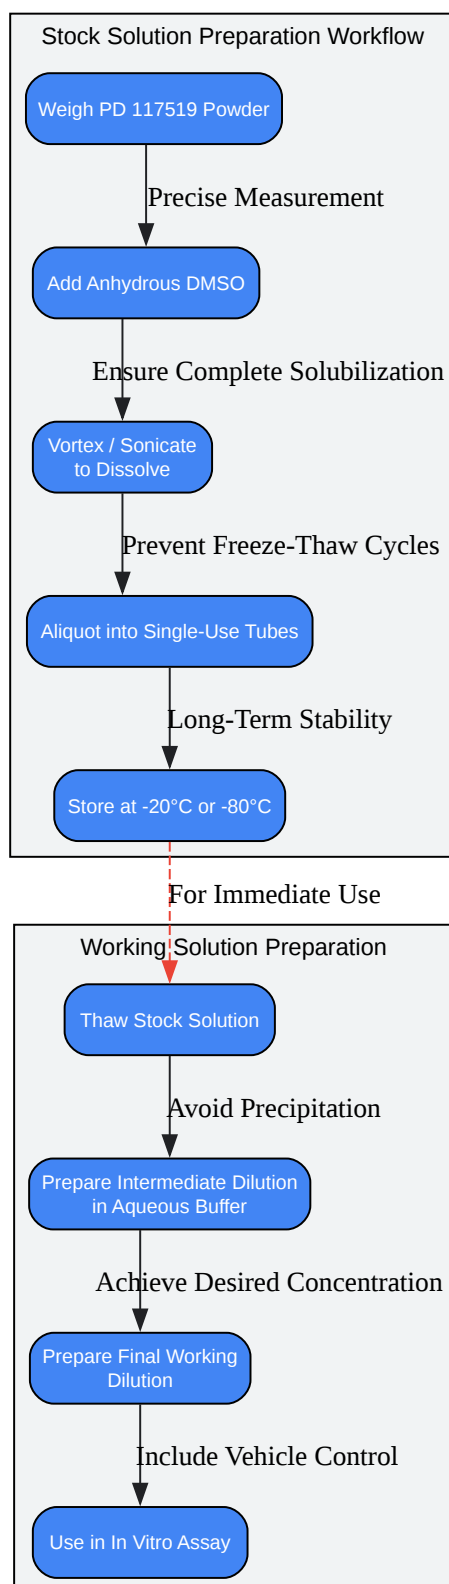 Stock Solution Preparation Workflow
Weigh PD 117519 Powder
Precise Measurement
Add Anhydrous DMSO
Ensure Complete Solubilization
Vortex / Sonicate
to Dissolve
Prevent Freeze-Thaw Cycles
Aliquot into Single-Use Tubes
Long-Term Stability
Store at -20°C or -80°C
For Immediate Use
Working Solution Preparation
Thaw Stock Solution
Avoid Precipitation
Prepare Intermediate Dilution
in Aqueous Buffer
Achieve Desired Concentration
Prepare Final Working
Dilution
Include Vehicle Control
Use in In Vitro Assay